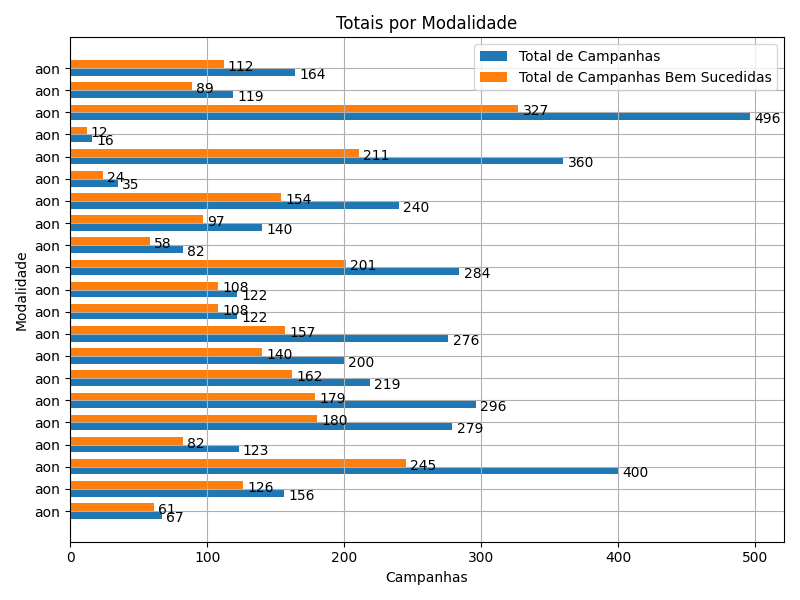 Totais por Modalidade
Total de Campanhas
Total de Campanhas Bem Sucedidas
Modalidade
aon 112
164
aon 89
119
aon 327
496
aon 12
16
aon 211
360
aon 24
35
aon 154
240
aon 97
140
aon 58
82
aon 201
284
aon 108
122
aon 108
122
aon 157
276
aon 140
200
aon 162
219
aon 179
296
aon 180
279
aon 82
123
aon 245
400
aon 126
156
aon 61
67
0 100 200 300 400 500
Campanhas